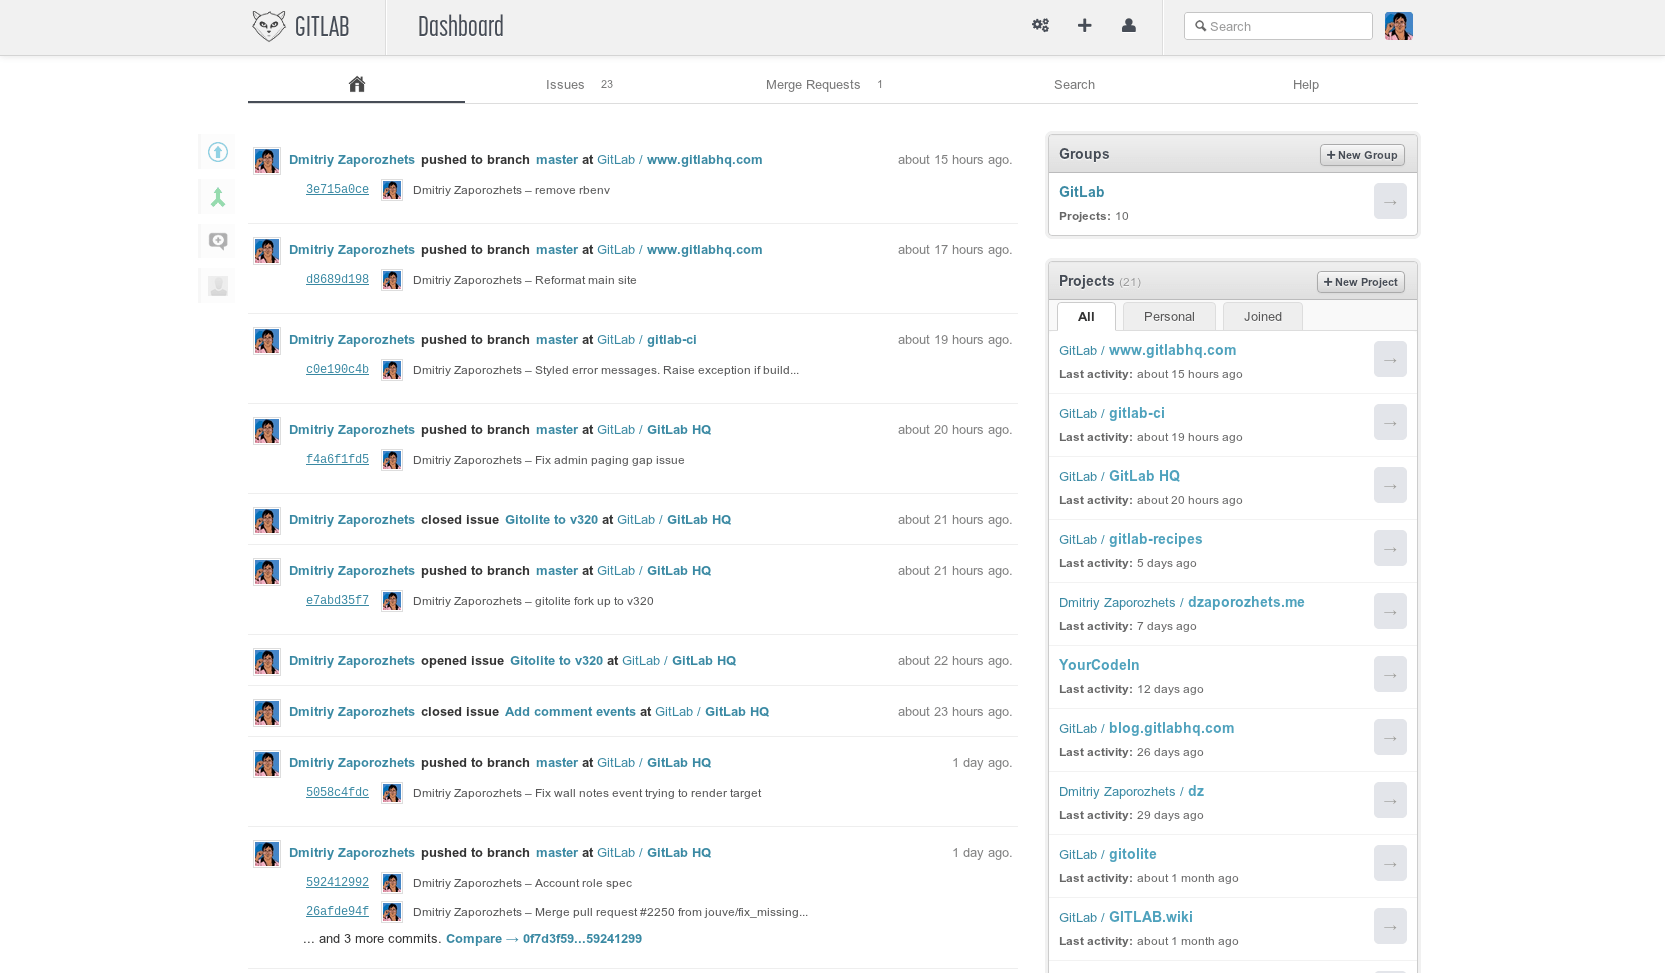 GITLAB Dashboard Search
Issues 23 Merge Requests 1 Search Help
Dmitriy Zaporozhets pushed to branch master at GitLab / www.gitlabhq.com about 15 hours ago.
3e715a0ce Dmitriy Zaporozhets – remove rbenv
Dmitriy Zaporozhets pushed to branch master at GitLab / www.gitlabhq.com about 17 hours ago.
d8689d198 Dmitriy Zaporozhets – Reformat main site
Dmitriy Zaporozhets pushed to branch master at GitLab / gitlab-ci about 19 hours ago.
c0e190c4b Dmitriy Zaporozhets – Styled error messages. Raise exception if build...
Dmitriy Zaporozhets pushed to branch master at GitLab / GitLab HQ about 20 hours ago.
f4a6f1fd5 Dmitriy Zaporozhets – Fix admin paging gap issue
Dmitriy Zaporozhets closed issue Gitolite to v320 at GitLab / GitLab HQ about 21 hours ago.
Dmitriy Zaporozhets pushed to branch master at GitLab / GitLab HQ about 21 hours ago.
e7abd35f7 Dmitriy Zaporozhets – gitolite fork up to v320
Dmitriy Zaporozhets opened issue Gitolite to v320 at GitLab / GitLab HQ about 22 hours ago.
Dmitriy Zaporozhets closed issue Add comment events at GitLab / GitLab HQ about 23 hours ago.
Dmitriy Zaporozhets pushed to branch master at GitLab / GitLab HQ 1 day ago.
5058c4fdc Dmitriy Zaporozhets – Fix wall notes event trying to render target
Dmitriy Zaporozhets pushed to branch master at GitLab / GitLab HQ 1 day ago.
592412992 Dmitriy Zaporozhets – Account role spec
26afde94f Dmitriy Zaporozhets – Merge pull request #2250 from jouve/fix_missing...
... and 3 more commits. Compare → 0f7d3f59...59241299
Groups + New Group
GitLab →
Projects: 10
Projects (21) + New Project
All Personal Joined
GitLab / www.gitlabhq.com →
Last activity: about 15 hours ago
GitLab / gitlab-ci →
Last activity: about 19 hours ago
GitLab / GitLab HQ →
Last activity: about 20 hours ago
GitLab / gitlab-recipes →
Last activity: 5 days ago
Dmitriy Zaporozhets / dzaporozhets.me →
Last activity: 7 days ago
YourCodeIn →
Last activity: 12 days ago
GitLab / blog.gitlabhq.com →
Last activity: 26 days ago
Dmitriy Zaporozhets / dz →
Last activity: 29 days ago
GitLab / gitolite →
Last activity: about 1 month ago
GitLab / GITLAB.wiki →
Last activity: about 1 month ago